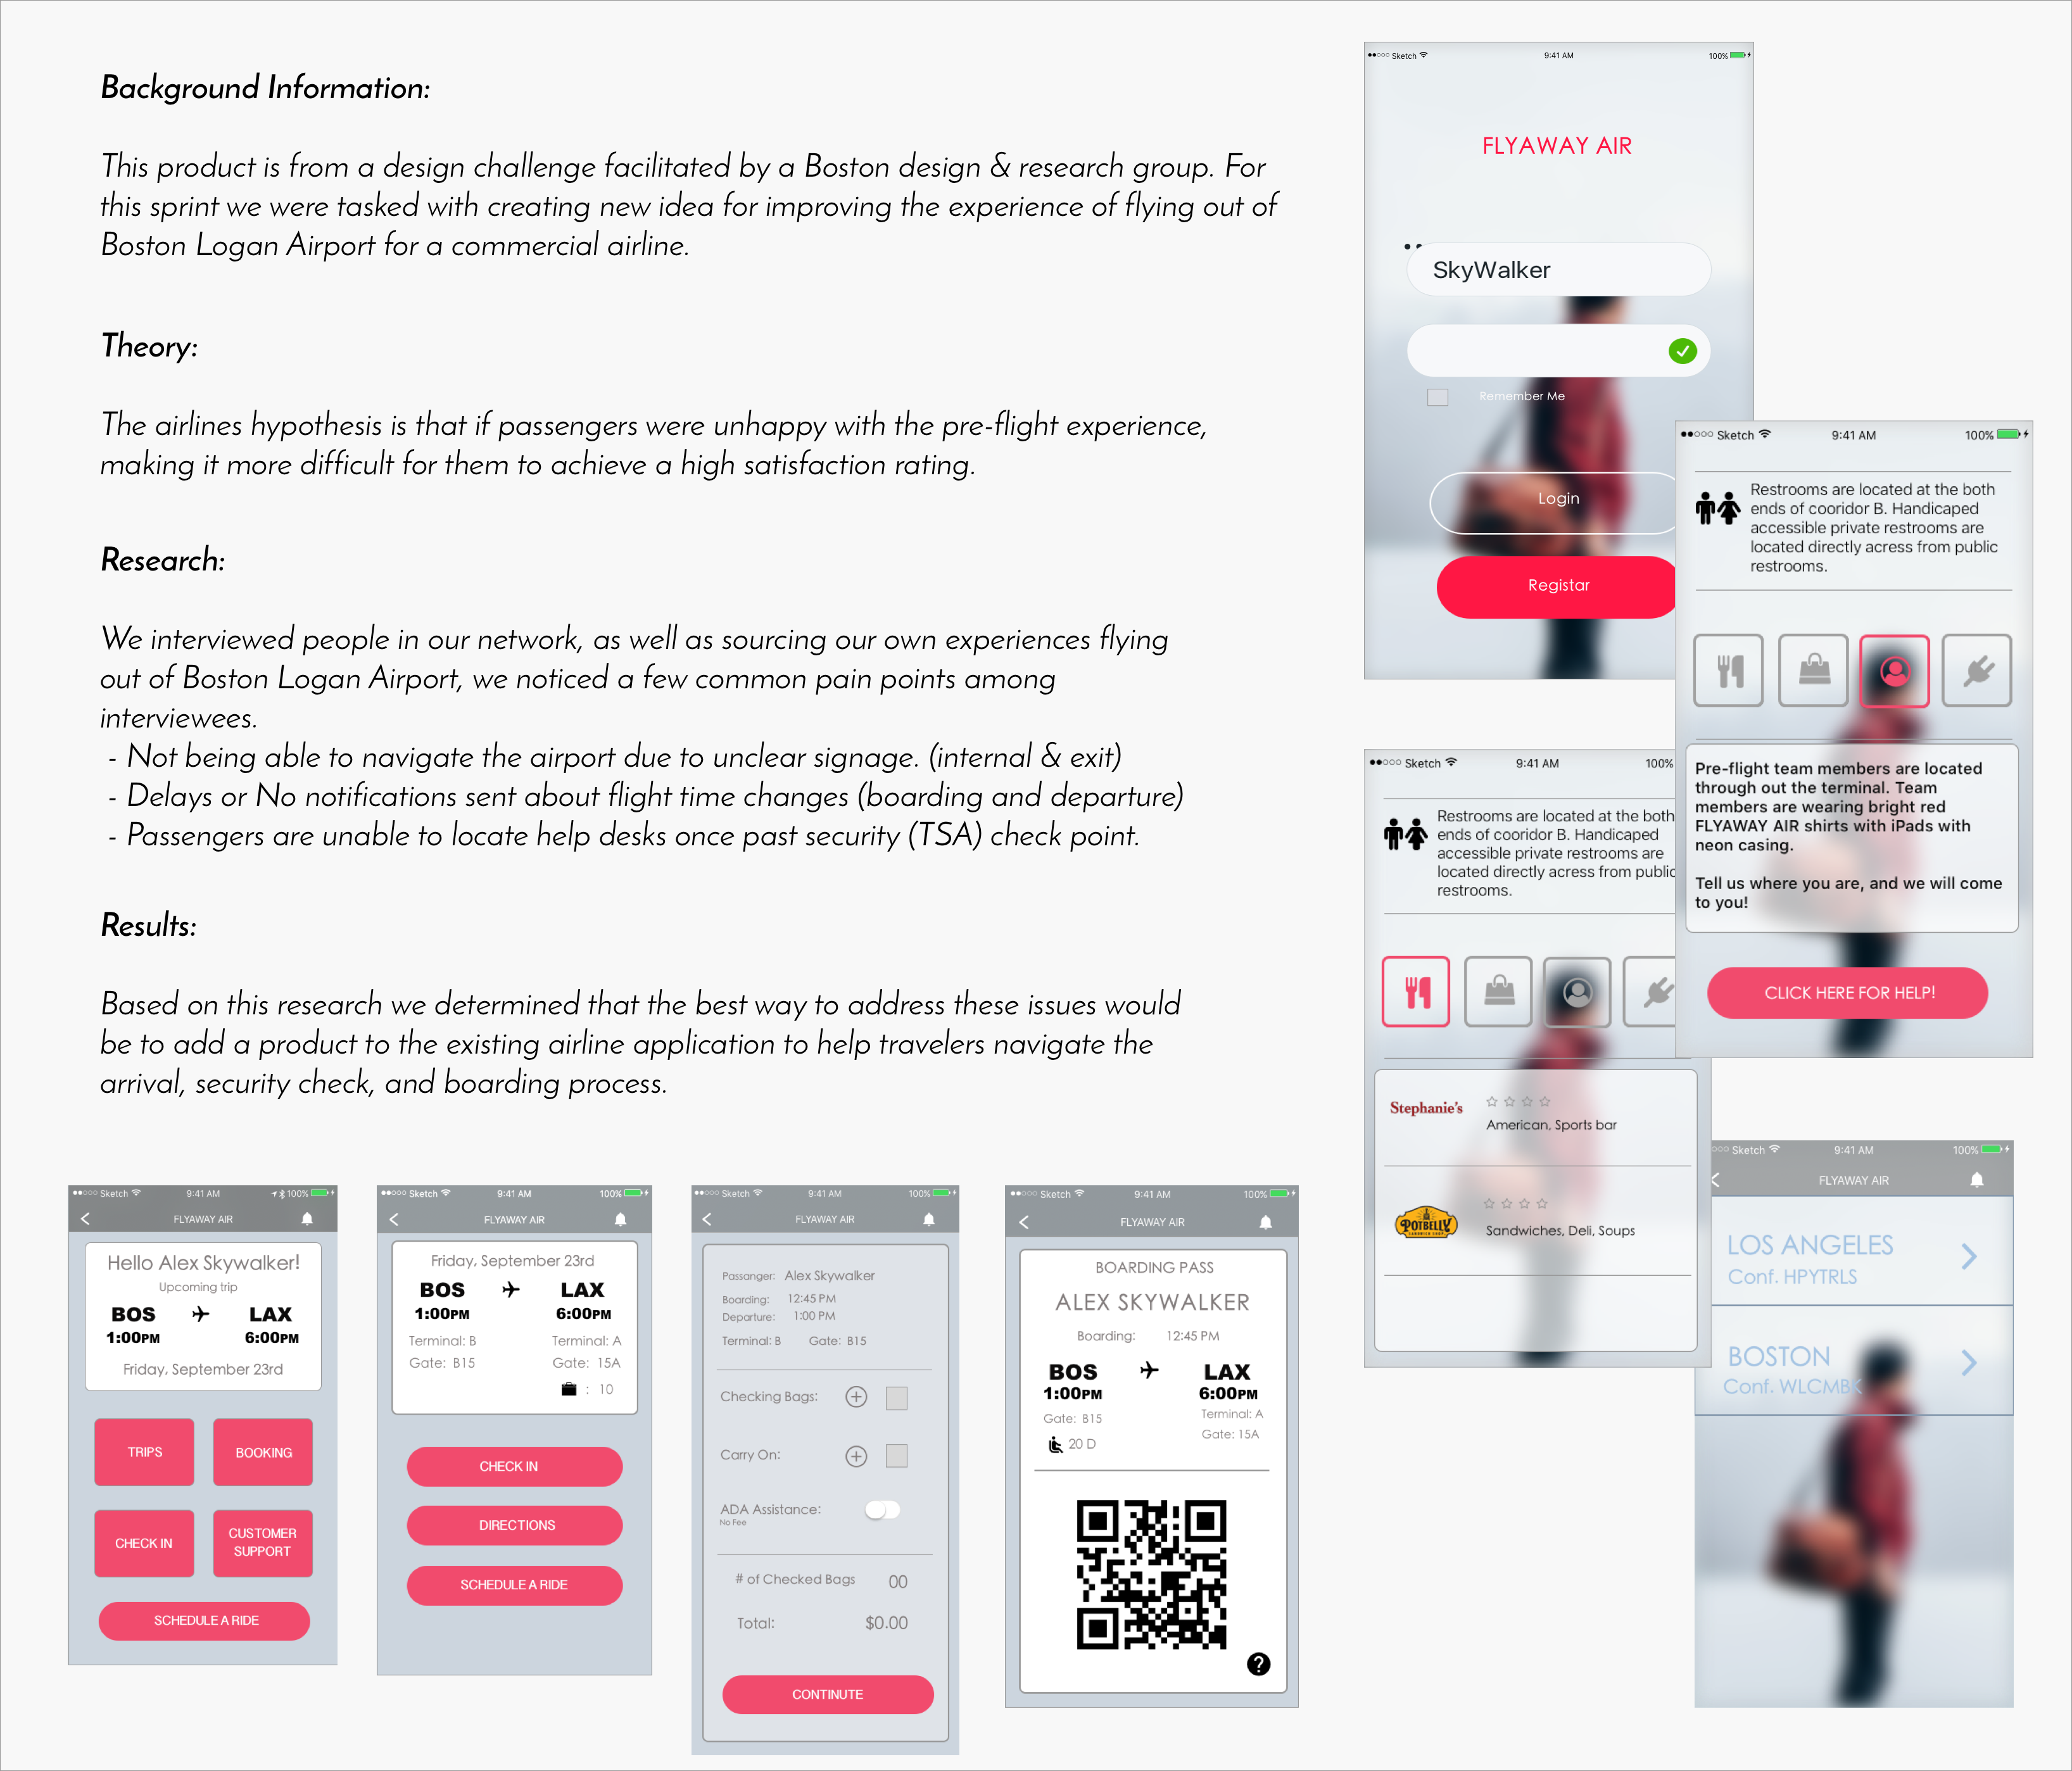 Background Information:
This product is from a design challenge facilitated by a Boston design & research group. For
this sprint we were tasked with creating new idea for improving the experience of flying out of
Boston Logan Airport for a commercial airline.
Theory:
The airlines hypothesis is that if passengers were unhappy with the pre-flight experience,
making it more difficult for them to achieve a high satisfaction rating.
Research:
We interviewed people in our network, as well as sourcing our own experiences flying
out of Boston Logan Airport, we noticed a few common pain points among
interviewees.
- Not being able to navigate the airport due to unclear signage. (internal & exit)
- Delays or No notifications sent about flight time changes (boarding and departure)
- Passengers are unable to locate help desks once past security (TSA) check point.
Results:
Based on this research we determined that the best way to address these issues would
be to add a product to the existing airline application to help travelers navigate the
arrival, security check, and boarding process.
Sketch 9:41 AM 100%
FLYAWAY AIR
SkyWalker
Remember Me
Login
Registar
Sketch 9:41 AM 100%
Restrooms are located at the both
ends of cooridor B. Handicaped
accessible private restrooms are
located directly acress from public
restrooms.
Pre-flight team members are located
through out the terminal. Team
members are wearing bright red
FLYAWAY AIR shirts with iPads with
neon casing.
Tell us where you are, and we will come
to you!
CLICK HERE FOR HELP!
Sketch 9:41 AM 100%
Restrooms are located at the both
ends of cooridor B. Handicaped
accessible private restrooms are
located directly acress from public
restrooms.
Stephanie's
American, Sports bar
POTBELLY
SANDWICH SHOP
Sandwiches, Deli, Soups
Sketch 9:41 AM 100%
FLYAWAY AIR
LOS ANGELES
Conf. HPYTRLS
BOSTON
Conf. WLCMBK
Sketch 9:41 AM 100%
FLYAWAY AIR
Hello Alex Skywalker!
Upcoming trip
BOS LAX
1:00PM 6:00PM
Friday, September 23rd
TRIPS BOOKING
CHECK IN CUSTOMER
SUPPORT
SCHEDULE A RIDE
Sketch 9:41 AM 100%
FLYAWAY AIR
Friday, September 23rd
BOS LAX
1:00PM 6:00PM
Terminal: B Terminal: A
Gate: B15 Gate: 15A
: 10
CHECK IN
DIRECTIONS
SCHEDULE A RIDE
Sketch 9:41 AM 100%
FLYAWAY AIR
Passanger: Alex Skywalker
Boarding: 12:45 PM
Departure: 1:00 PM
Terminal: B Gate: B15
Checking Bags:
Carry On:
ADA Assistance:
No Fee
# of Checked Bags 00
Total: $0.00
CONTINUTE
Sketch 9:41 AM 100%
FLYAWAY AIR
BOARDING PASS
ALEX SKYWALKER
Boarding: 12:45 PM
BOS LAX
1:00PM 6:00PM
Gate: B15 Terminal: A
20 D Gate: 15A
?